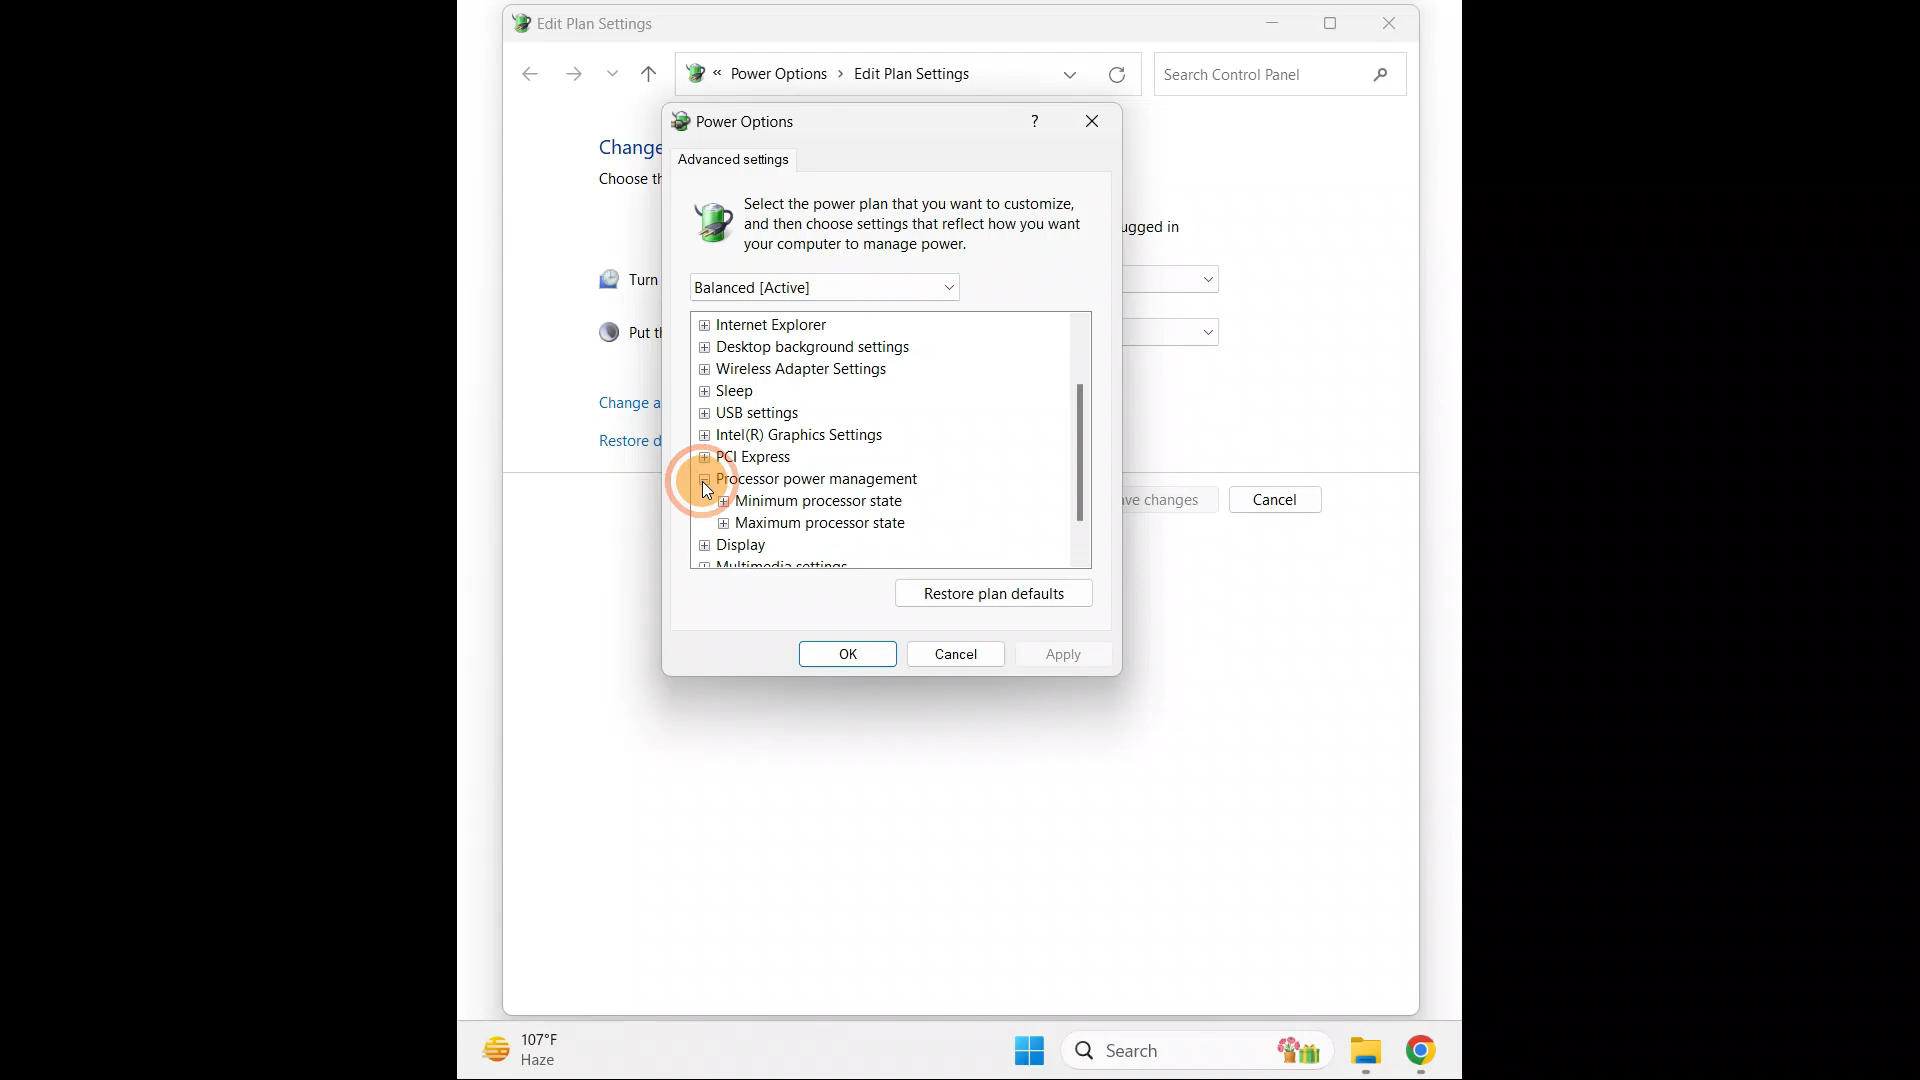 Edit Plan Settings
« Power Options › Edit Plan Settings
Search Control Panel
Power Options
?
Change
Advanced settings
Choose th
Select the power plan that you want to customize,
and then choose settings that reflect how you want
your computer to manage power.
ugged in
Turn
Balanced [Active]
Internet Explorer
Put th
Desktop background settings
Wireless Adapter Settings
Sleep
Change a
USB settings
Intel(R) Graphics Settings
Restore d
PCI Express
Processor power management
Minimum processor state
ave changes
Cancel
Maximum processor state
Display
Multimedia settings
Restore plan defaults
OK
Cancel
Apply
107°F
Haze
Search